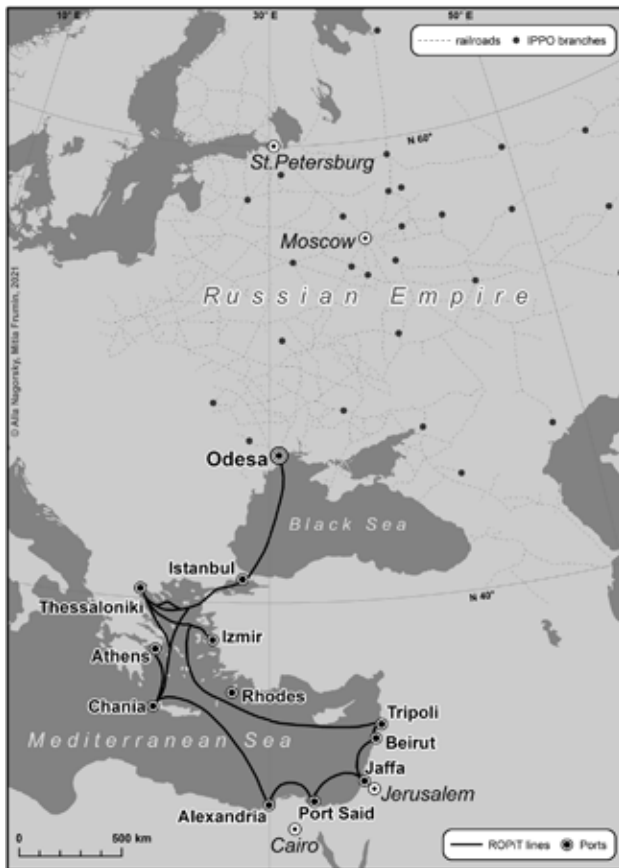 10° E
30° E
50° E
railroads
IPPO branches
N 60°
St.Petersburg
Moscow
© Alla Nagorsky, Mitia Frumin, 2021
Russian Empire
Odesa
Black Sea
Istanbul
Thessaloniki
N 40°
Izmir
Athens
Rhodes
Chania
Tripoli
Mediterranean Sea
Beirut
Jaffa
Jerusalem
Alexandria
Port Said
Cairo
0 500 km
ROPiT lines
Ports